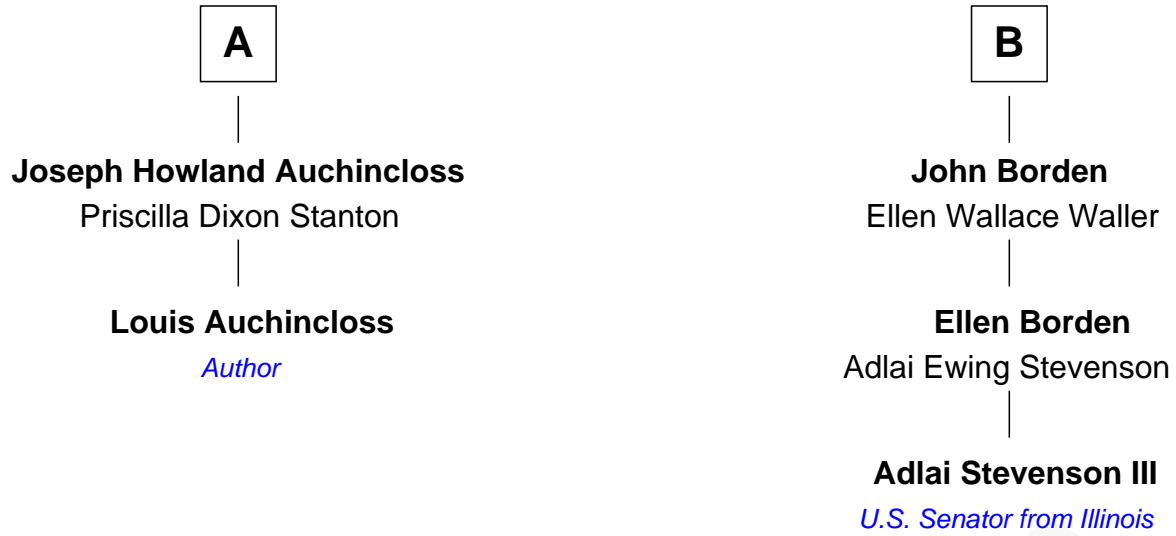 A
Joseph Howland Auchincloss
Priscilla Dixon Stanton
Louis Auchincloss
Author
B
John Borden
Ellen Wallace Waller
Ellen Borden
Adlai Ewing Stevenson
Adlai Stevenson III
U.S. Senator from Illinois